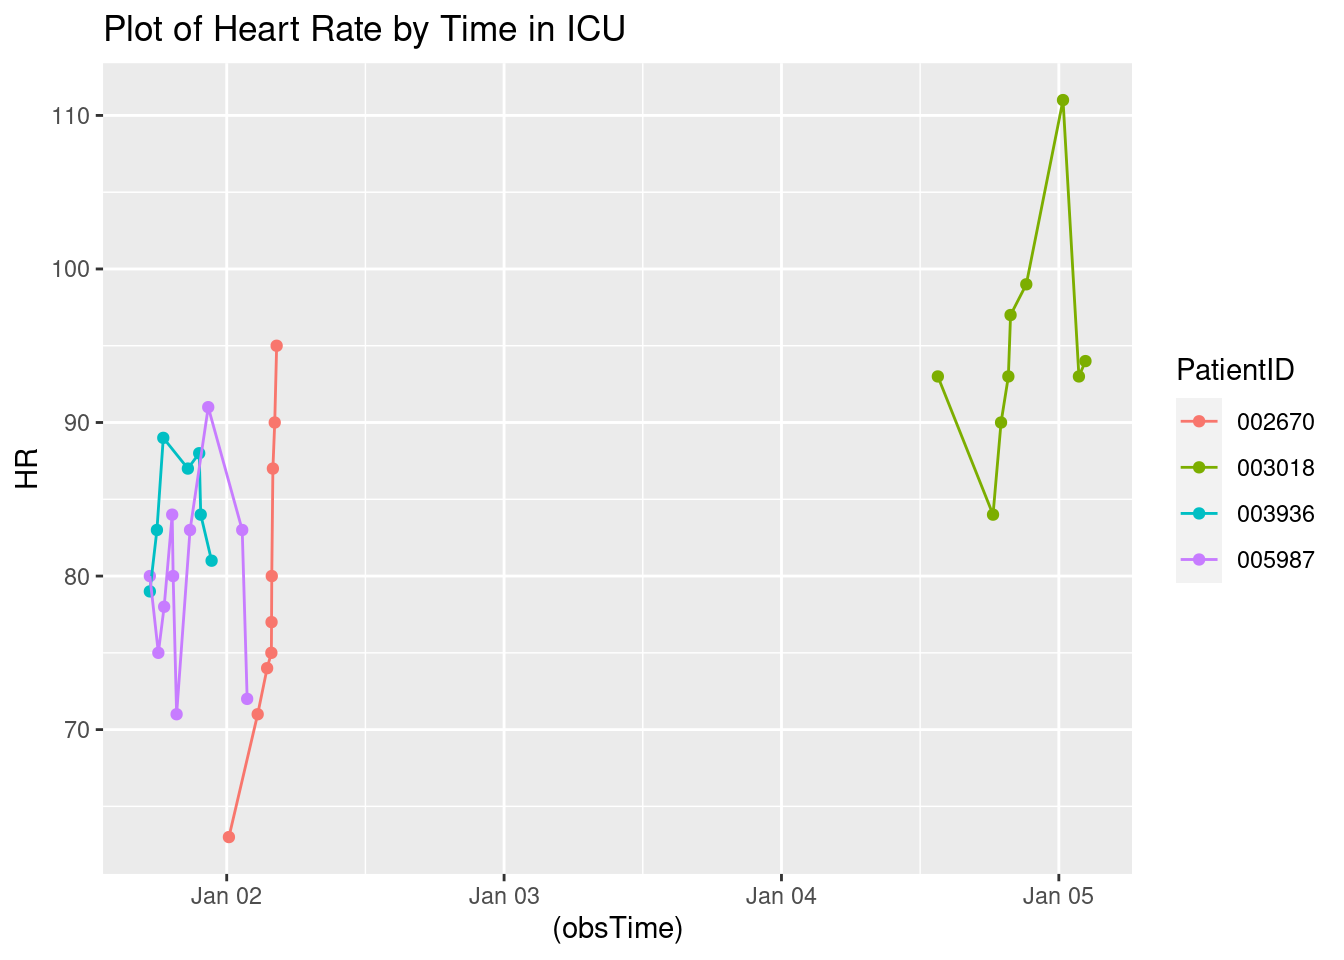 Plot of Heart Rate by Time in ICU
110
100
90
80
70
HR
Jan 02
Jan 03
Jan 04
Jan 05
(obsTime)
PatientID
002670
003018
003936
005987